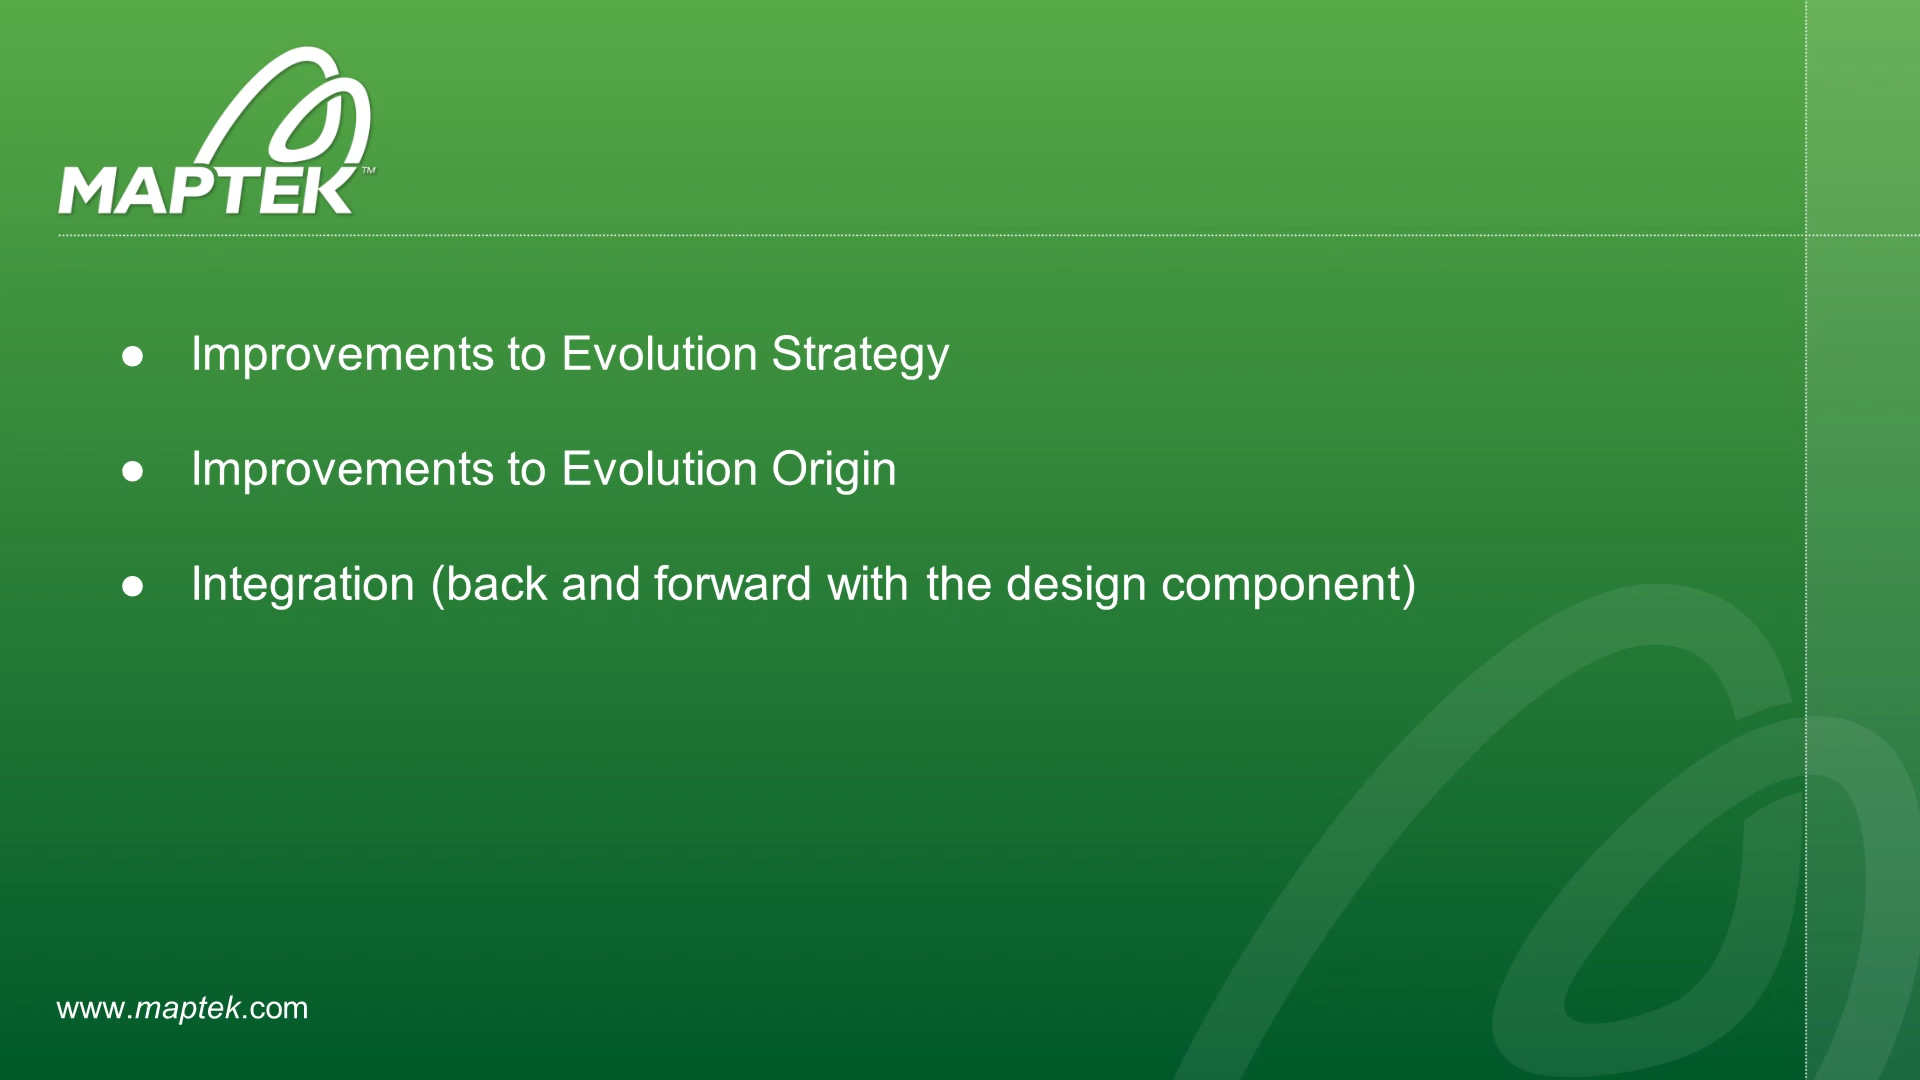 MAPTEK™
● Improvements to Evolution Strategy
● Improvements to Evolution Origin
● Integration (back and forward with the design component)
www.maptek.com